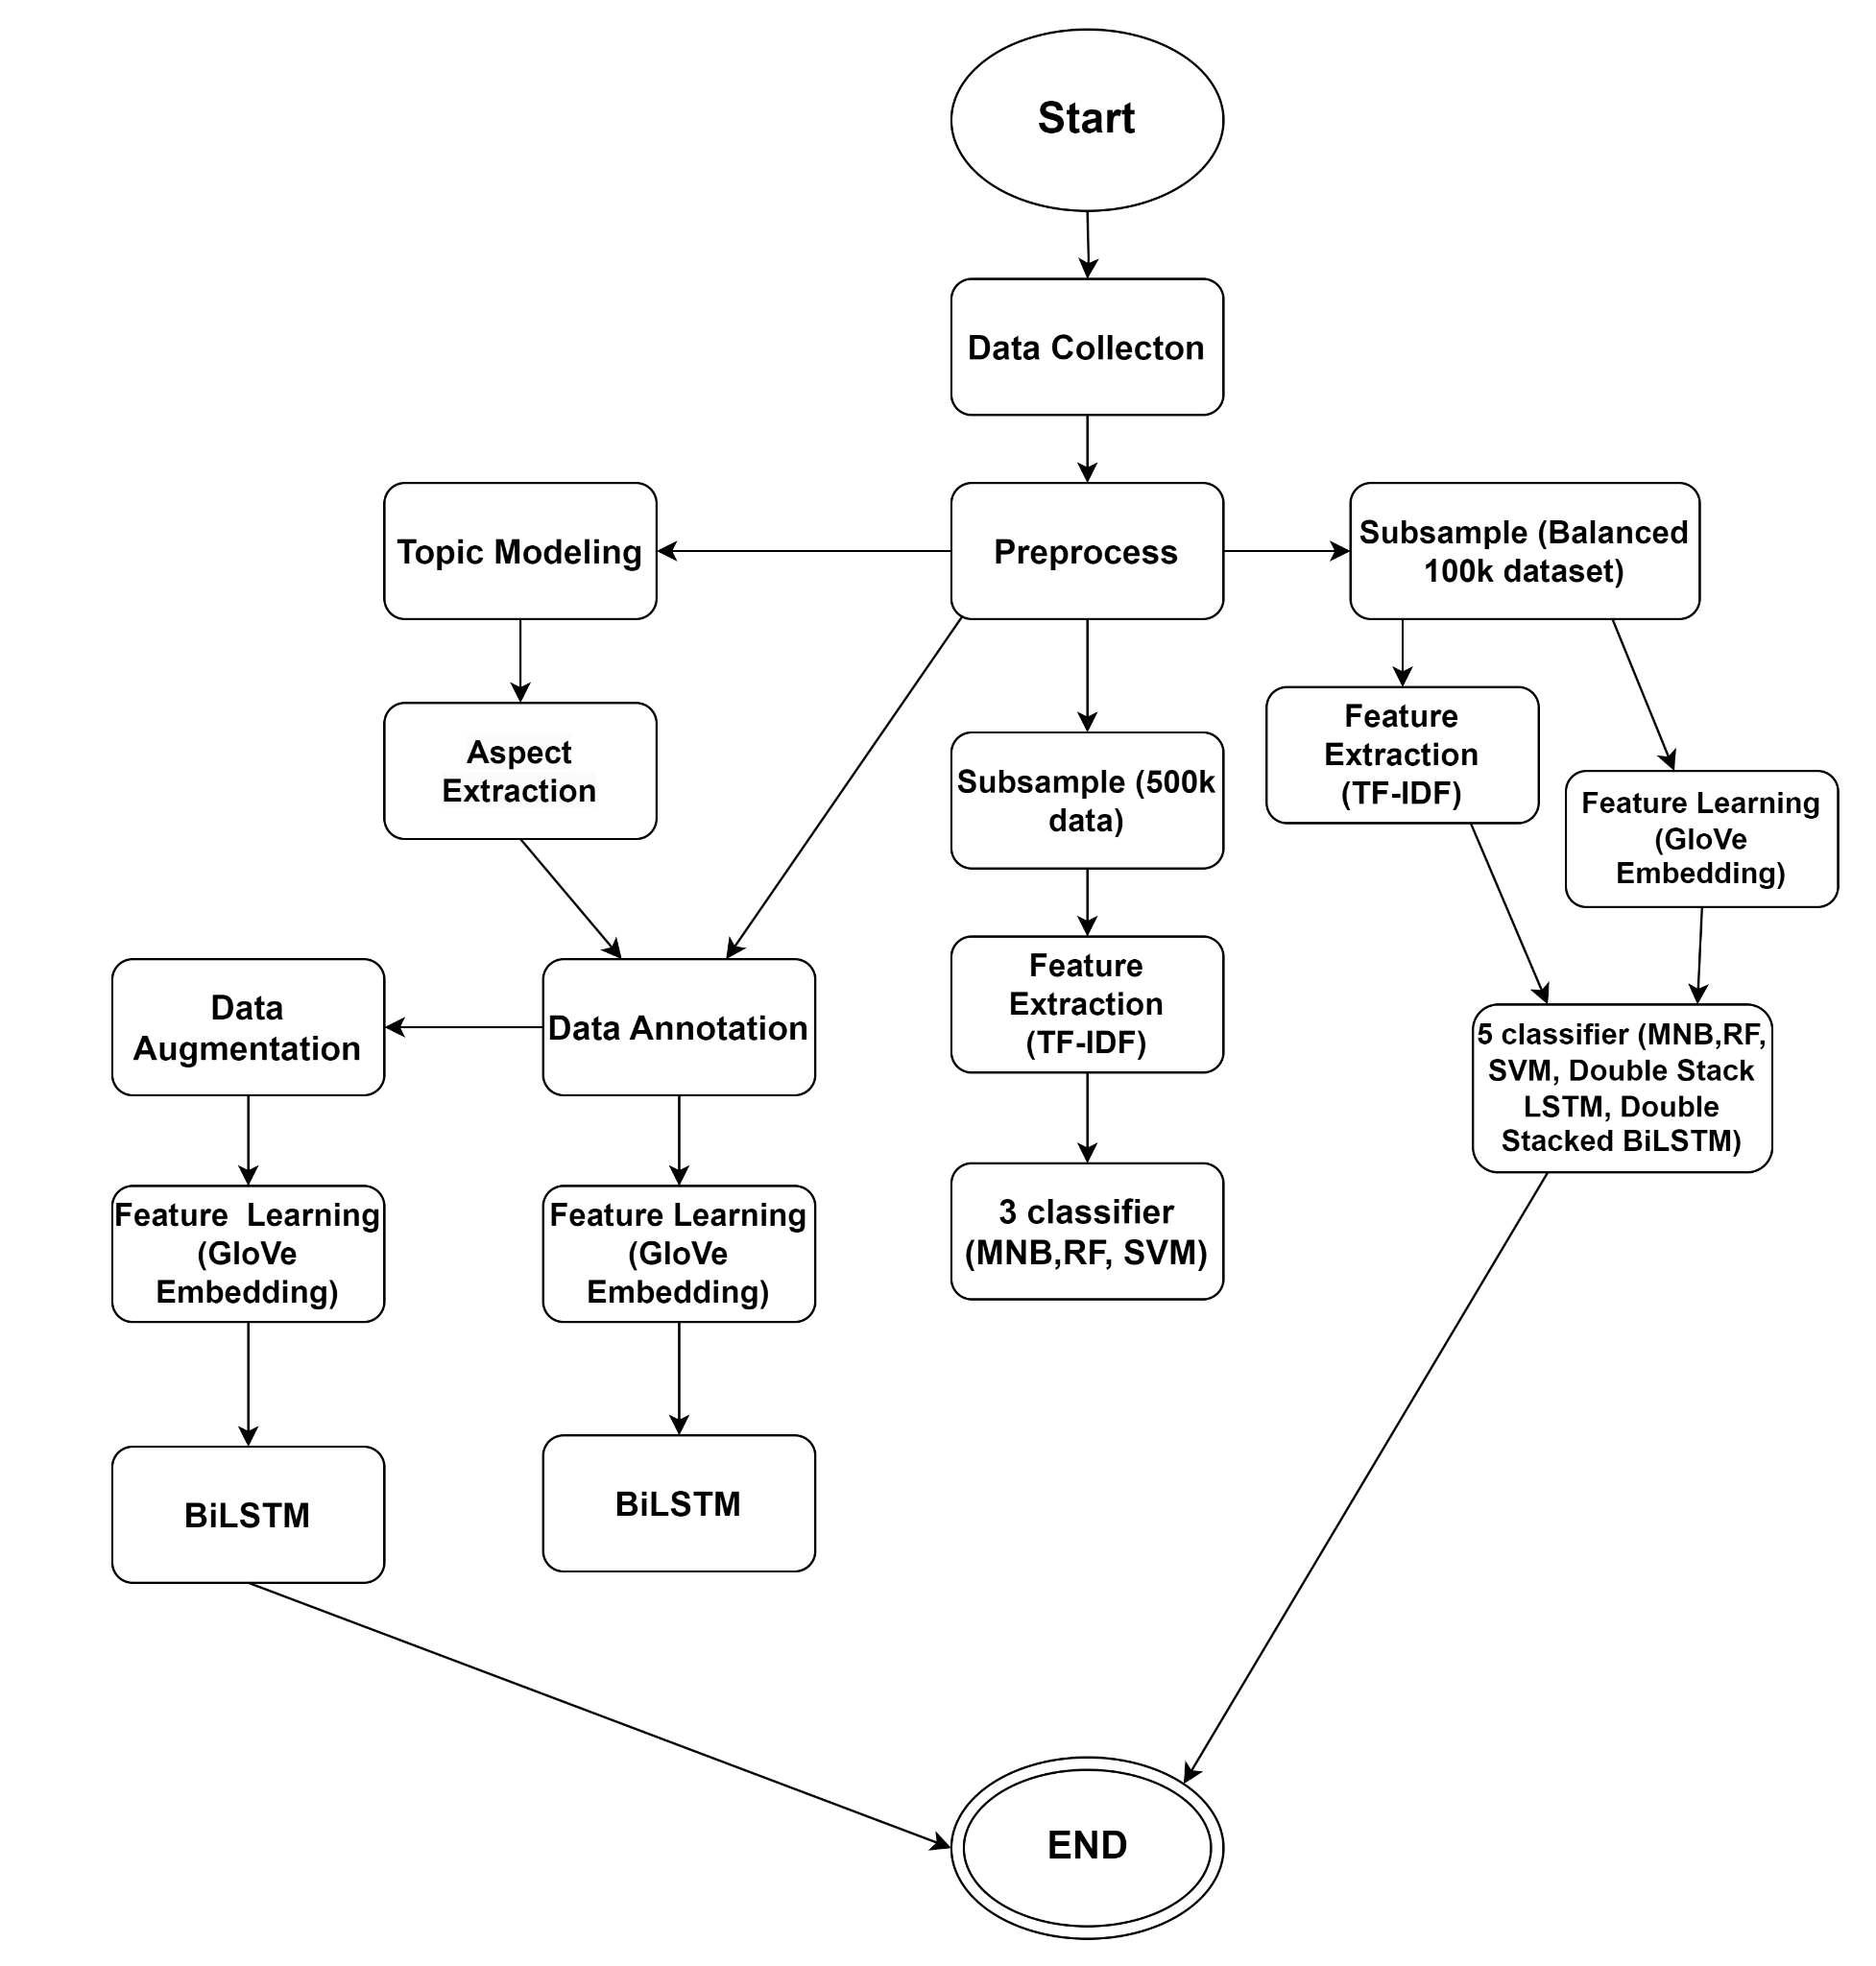 Start
Data Collecton
Topic Modeling
Preprocess
Subsample (Balanced
100k dataset)
Aspect
Extraction
Subsample (500k
data)
Feature
Extraction
(TF-IDF)
Feature Learning
(GloVe
Embedding)
Data
Augmentation
Data Annotation
Feature
Extraction
(TF-IDF)
5 classifier (MNB,RF,
SVM, Double Stack
LSTM, Double
Stacked BiLSTM)
Feature  Learning
(GloVe
Embedding)
Feature Learning
(GloVe
Embedding)
3 classifier
(MNB,RF, SVM)
BiLSTM
BiLSTM
END